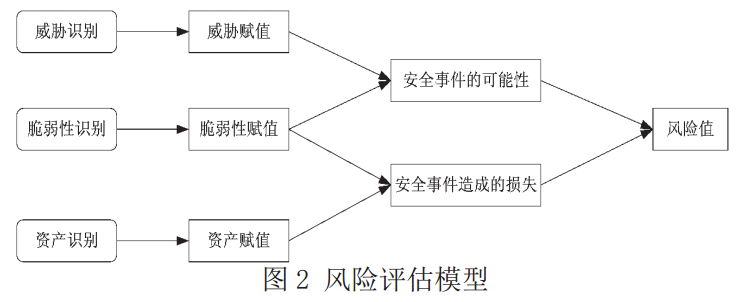 威胁识别
威胁赋值
安全事件的可能性
脆弱性识别
脆弱性赋值
风险值
安全事件造成的损失
资产识别
资产赋值
图 2 风险评估模型